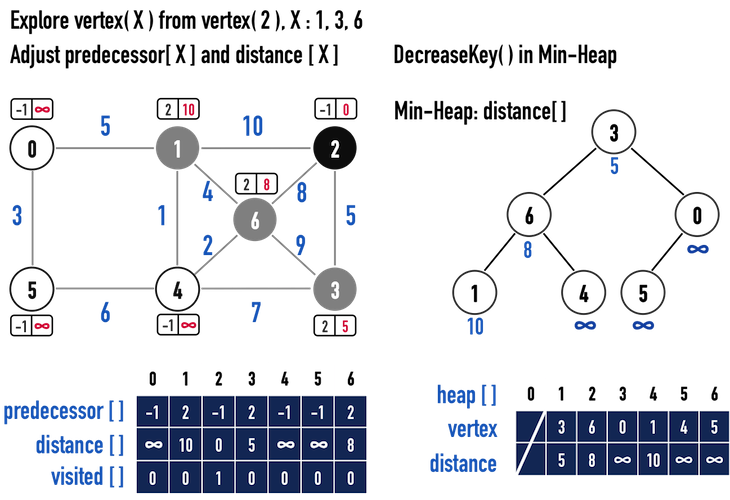 Explore vertex(X) from vertex(2), X : 1, 3, 6
Adjust predecessor[X] and distance [X]
DecreaseKey() in Min-Heap
Min-Heap: distance[]
-1 ∞
2 10
-1 0
0 5 1 10 2
2 8
4 8
3 1 6 5
2 9
5 6 4 7 3
-1 ∞
-1 ∞
2 5
3
5
6 0
8 ∞
1 4 5
10 ∞ ∞
0 1 2 3 4 5 6
predecessor [] -1 2 -1 2 -1 -1 2
distance [] ∞ 10 0 5 ∞ ∞ 8
visited [] 0 0 1 0 0 0 0
heap [] 0 1 2 3 4 5 6
vertex 3 6 0 1 4 5
distance 5 8 ∞ 10 ∞ ∞